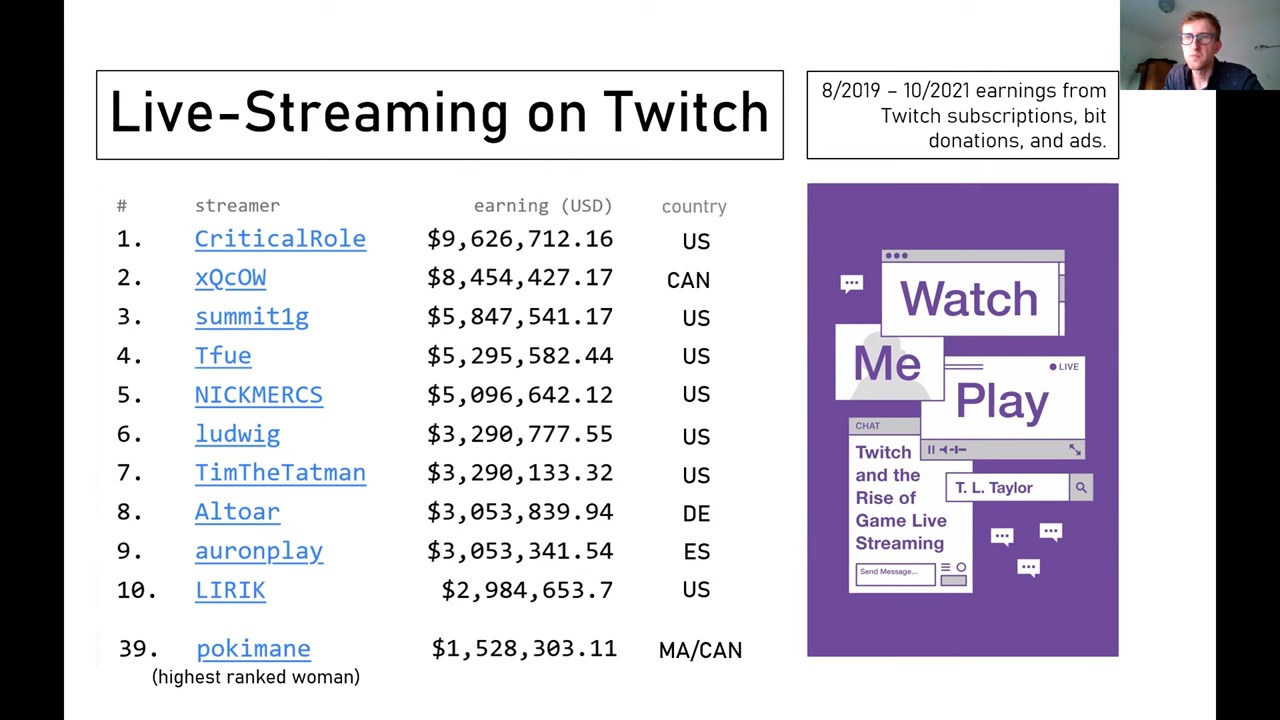 Live-Streaming on Twitch
8/2019 – 10/2021 earnings from
Twitch subscriptions, bit
donations, and ads.
# streamer earning (USD) country
1. CriticalRole $9,626,712.16 US
2. xQcOW $8,454,427.17 CAN
3. summit1g $5,847,541.17 US
4. Tfue $5,295,582.44 US
5. NICKMERCS $5,096,642.12 US
6. ludwig $3,290,777.55 US
7. TimTheTatman $3,290,133.32 US
8. Altoar $3,053,839.94 DE
9. auronplay $3,053,341.54 ES
10. LIRIK $2,984,653.7 US
39. pokimane $1,528,303.11 MA/CAN
(highest ranked woman)
Watch
Me
LIVE
Play
CHAT
Twitch
and the
Rise of
Game Live
Streaming
T. L. Taylor
Send Message...